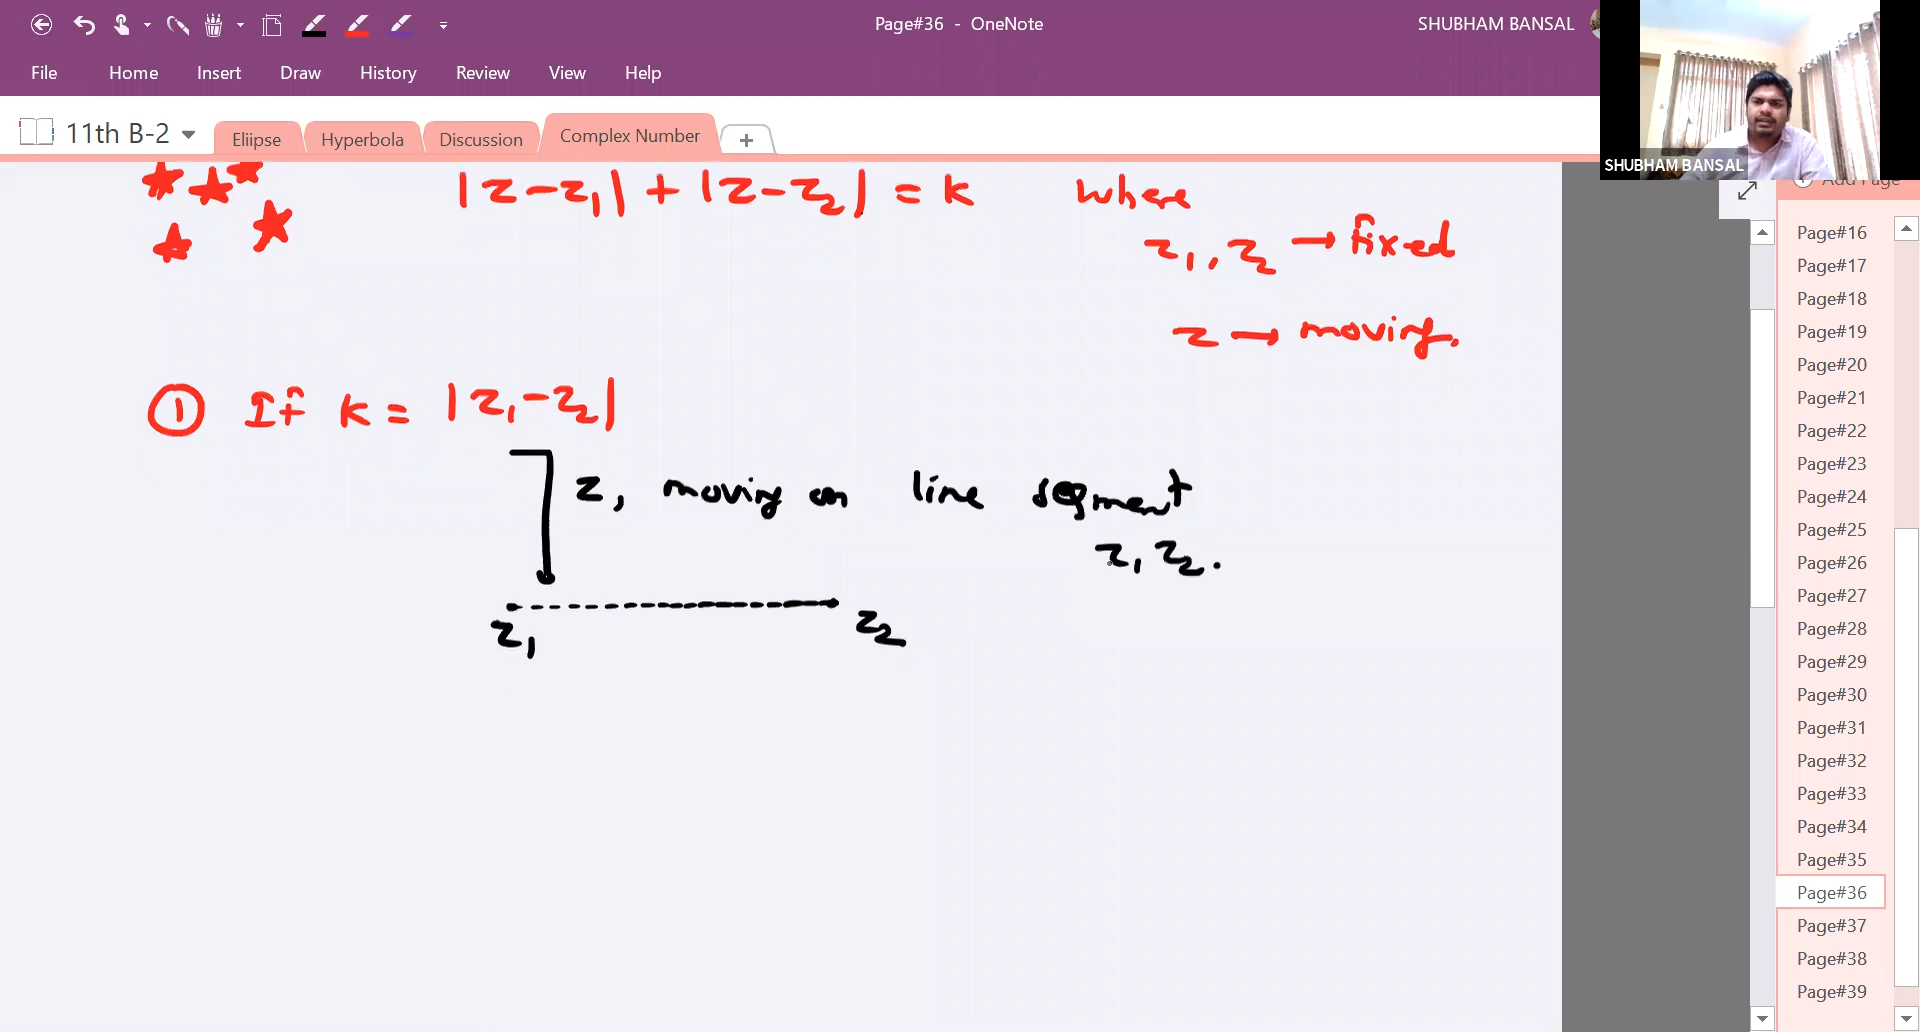 Page#36 - OneNote
SHUBHAM BANSAL
File Home Insert Draw History Review View Help
SHUBHAM BANSAL
11th B-2
Eliipse
Hyperbola
Discussion
Complex Number
+
Add Page
|z-z₁| + |z-z₂| = k where
z₁, z₂ → fixed
z → moving.
① If k = |z₁-z₂|
z, moving on line segment
z₁ z₂.
z₁ z₂
Page#16
Page#17
Page#18
Page#19
Page#20
Page#21
Page#22
Page#23
Page#24
Page#25
Page#26
Page#27
Page#28
Page#29
Page#30
Page#31
Page#32
Page#33
Page#34
Page#35
Page#36
Page#37
Page#38
Page#39